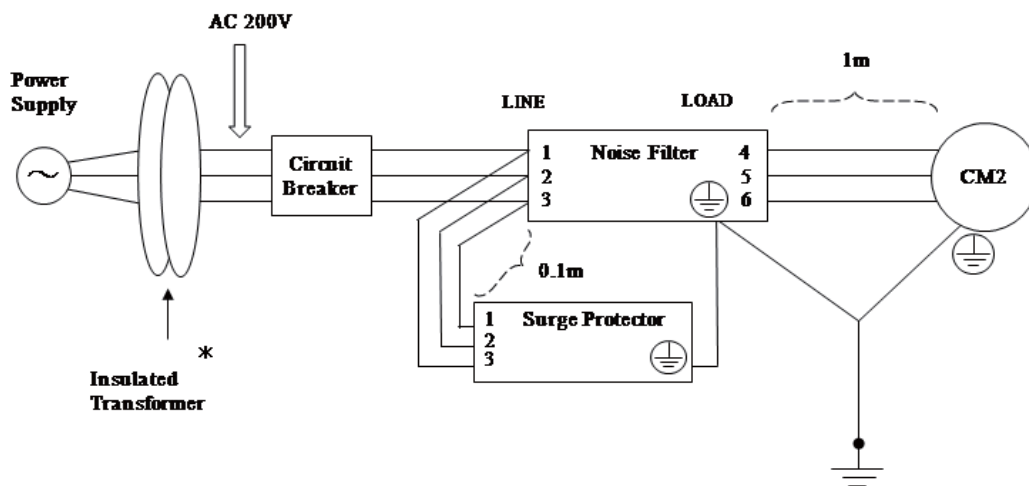 AC 200V
Power
Supply
1m
LINE
LOAD
Circuit
Breaker
1
2
3
Noise Filter
4
5
6
CM2
0.1m
1
2
3
Surge Protector
*
Insulated
Transformer